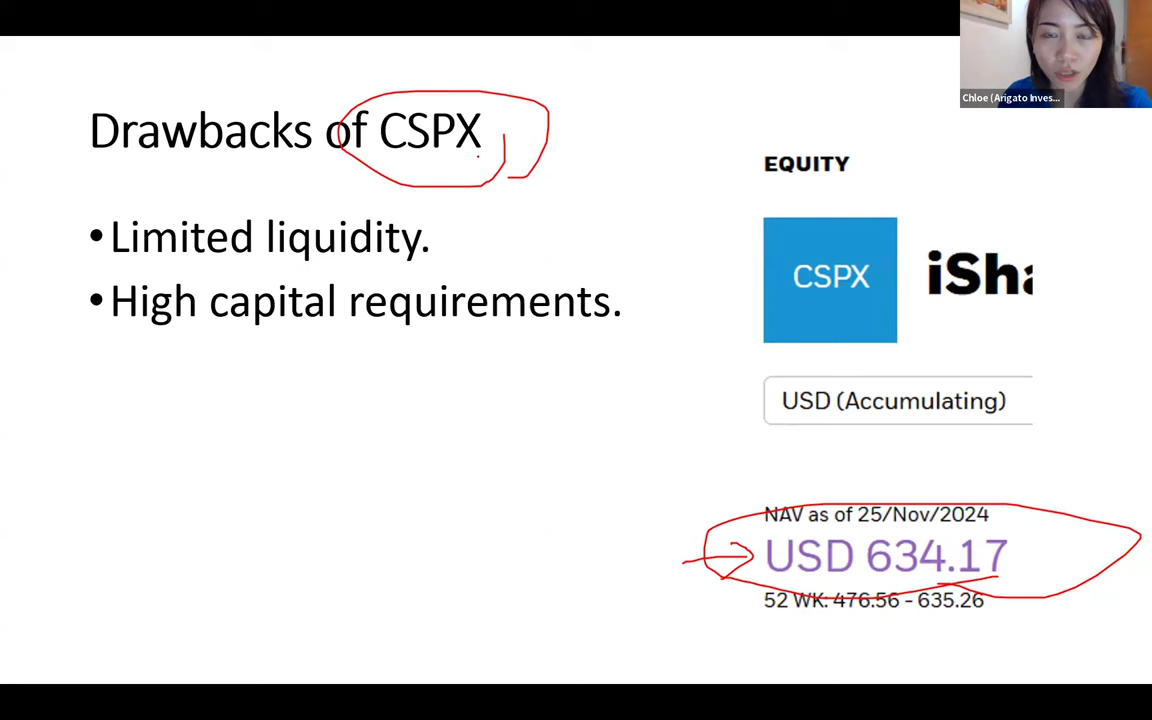 Chloe (Arigato Inves...
Drawbacks of CSPX
• Limited liquidity.
• High capital requirements.
EQUITY
CSPX
iSha
USD (Accumulating)
NAV as of 25/Nov/2024
USD 634.17
52 WK: 476.56 - 635.26